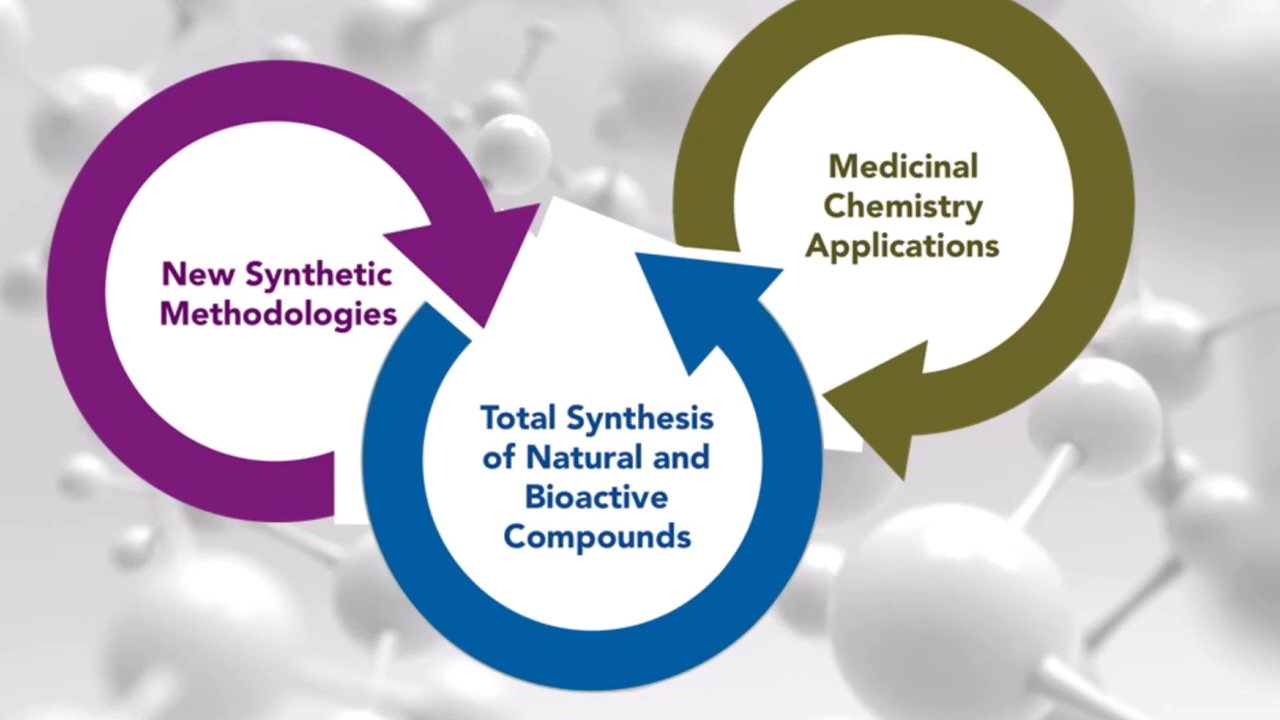 New Synthetic
Methodologies
Total Synthesis
of Natural and
Bioactive
Compounds
Medicinal
Chemistry
Applications